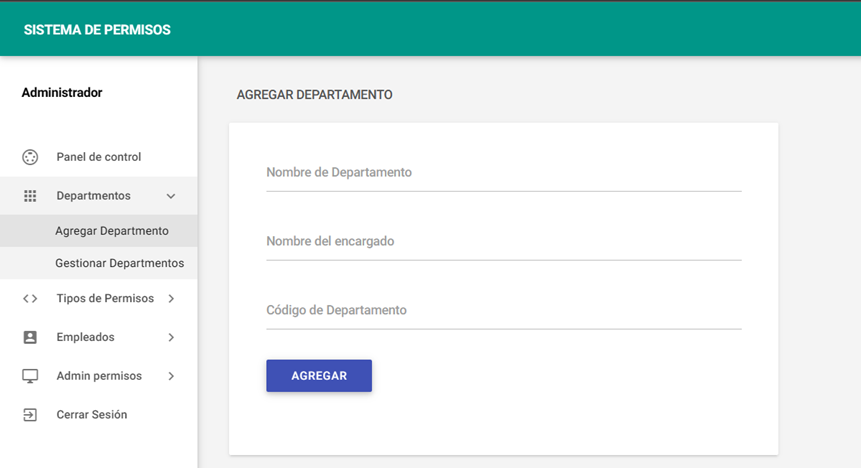 SISTEMA DE PERMISOS
Administrador
Panel de control
Departmentos
Agregar Departmento
Gestionar Departmentos
Tipos de Permisos
Empleados
Admin permisos
Cerrar Sesión
AGREGAR DEPARTAMENTO
Nombre de Departamento
Nombre del encargado
Código de Departamento
AGREGAR